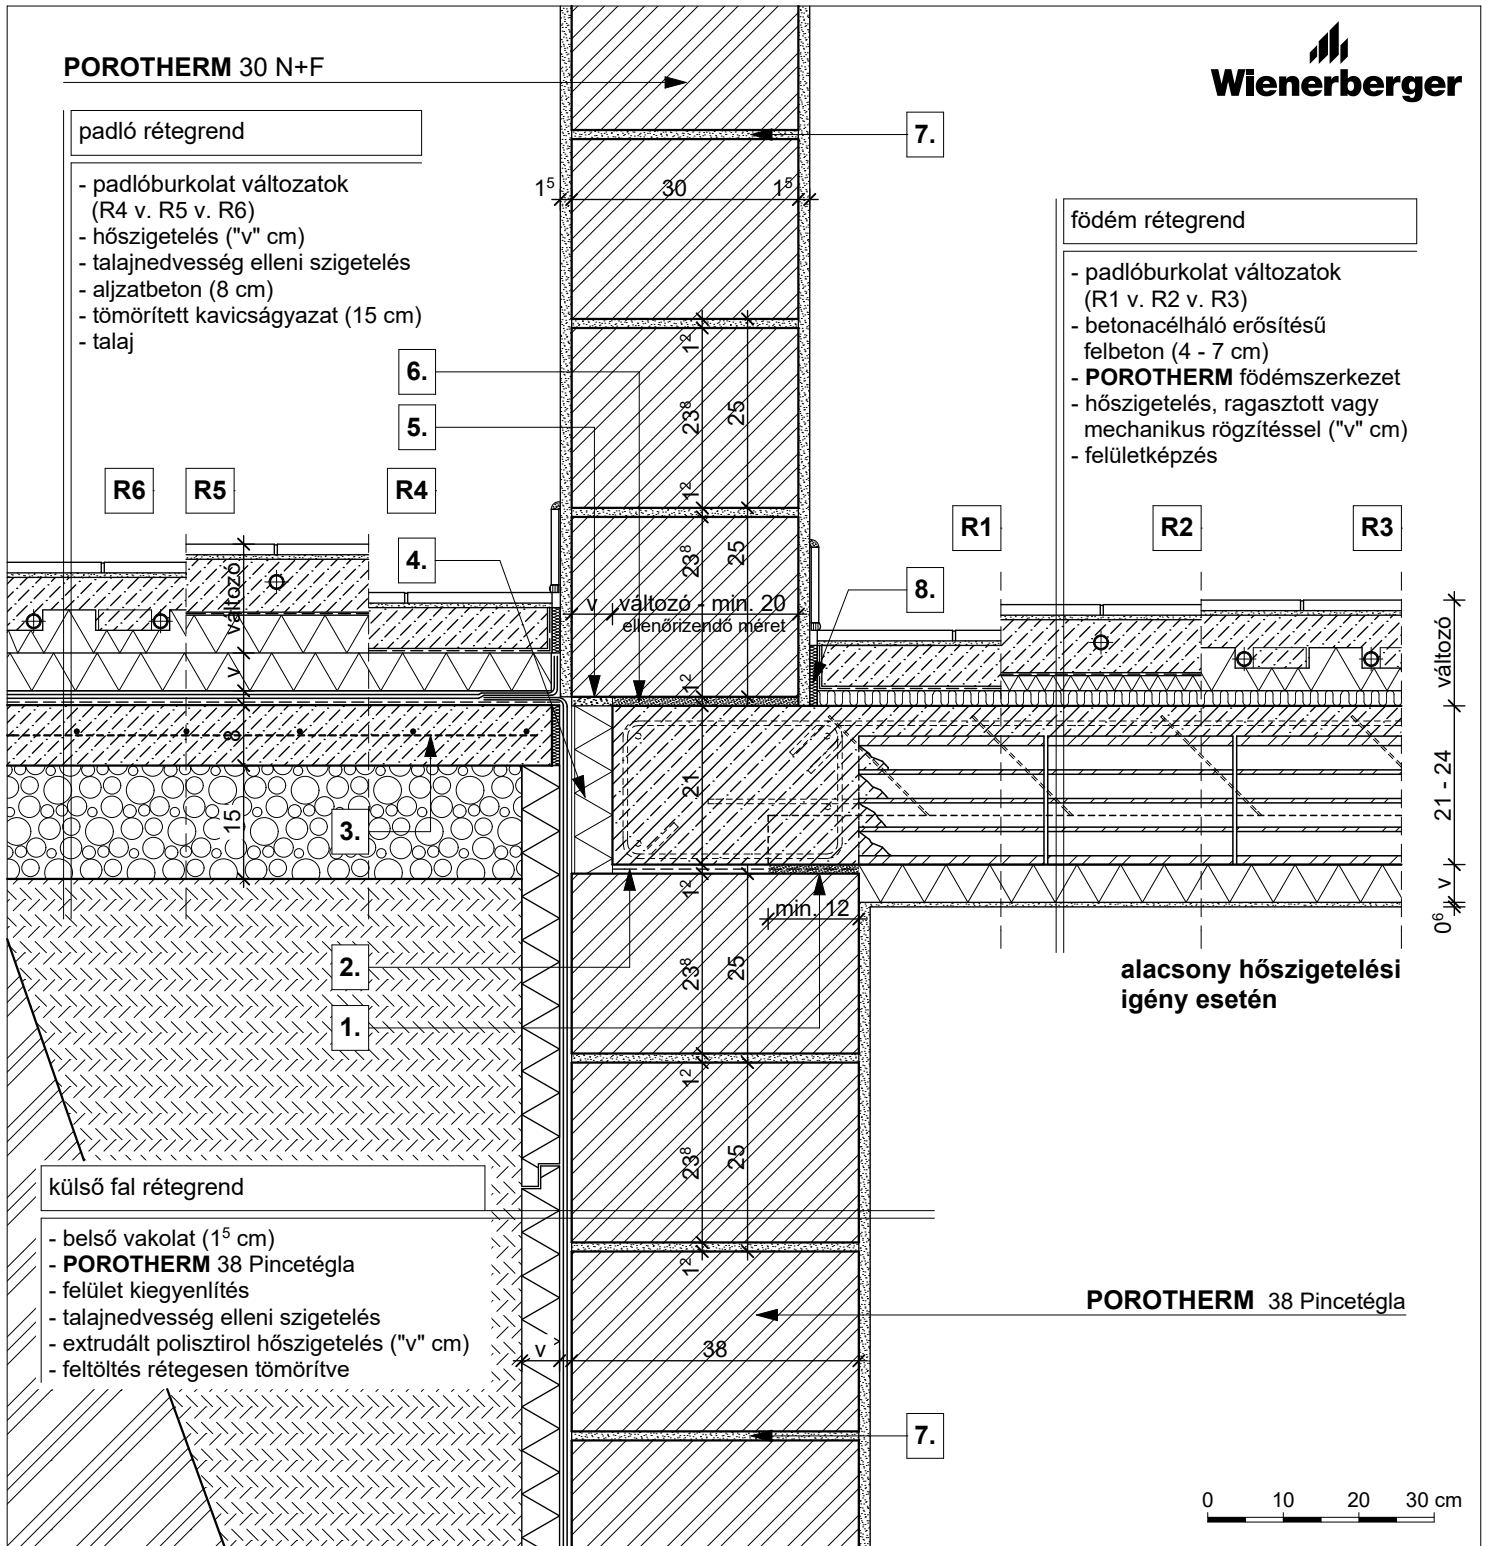 POROTHERM 30 N+F
Wienerberger
padló rétegrend
- padlóburkolat változatok
(R4 v. R5 v. R6)
- hőszigetelés ("v" cm)
- talajnedvesség elleni szigetelés
- aljzatbeton (8 cm)
- tömörített kavicságyazat (15 cm)
- talaj
7.
1⁵
30
1⁵
födém rétegrend
- padlóburkolat változatok
(R1 v. R2 v. R3)
- betonacélháló erősítésű
felbeton (4 - 7 cm)
- POROTHERM födémszerkezet
- hőszigetelés, ragasztott vagy
mechanikus rögzítéssel ("v" cm)
- felületképzés
6.
5.
4.
R6
R5
R4
R1
R2
R3
8.
1²
23⁸
25
1²
23⁸
25
v
változó - min. 20
ellenőrizendő méret
1²
változó
v
8
15
3.
21
változó
21 - 24
v
0⁶
1²
min. 12
2.
1.
23⁸
25
alacsony hőszigetelési
igény esetén
1²
23⁸
25
1²
külső fal rétegrend
- belső vakolat (1⁵ cm)
- POROTHERM 38 Pincetégla
- felület kiegyenlítés
- talajnedvesség elleni szigetelés
- extrudált polisztirol hőszigetelés ("v" cm)
- feltöltés rétegesen tömörítve
POROTHERM 38 Pincetégla
v
38
7.
0 10 20 30 cm